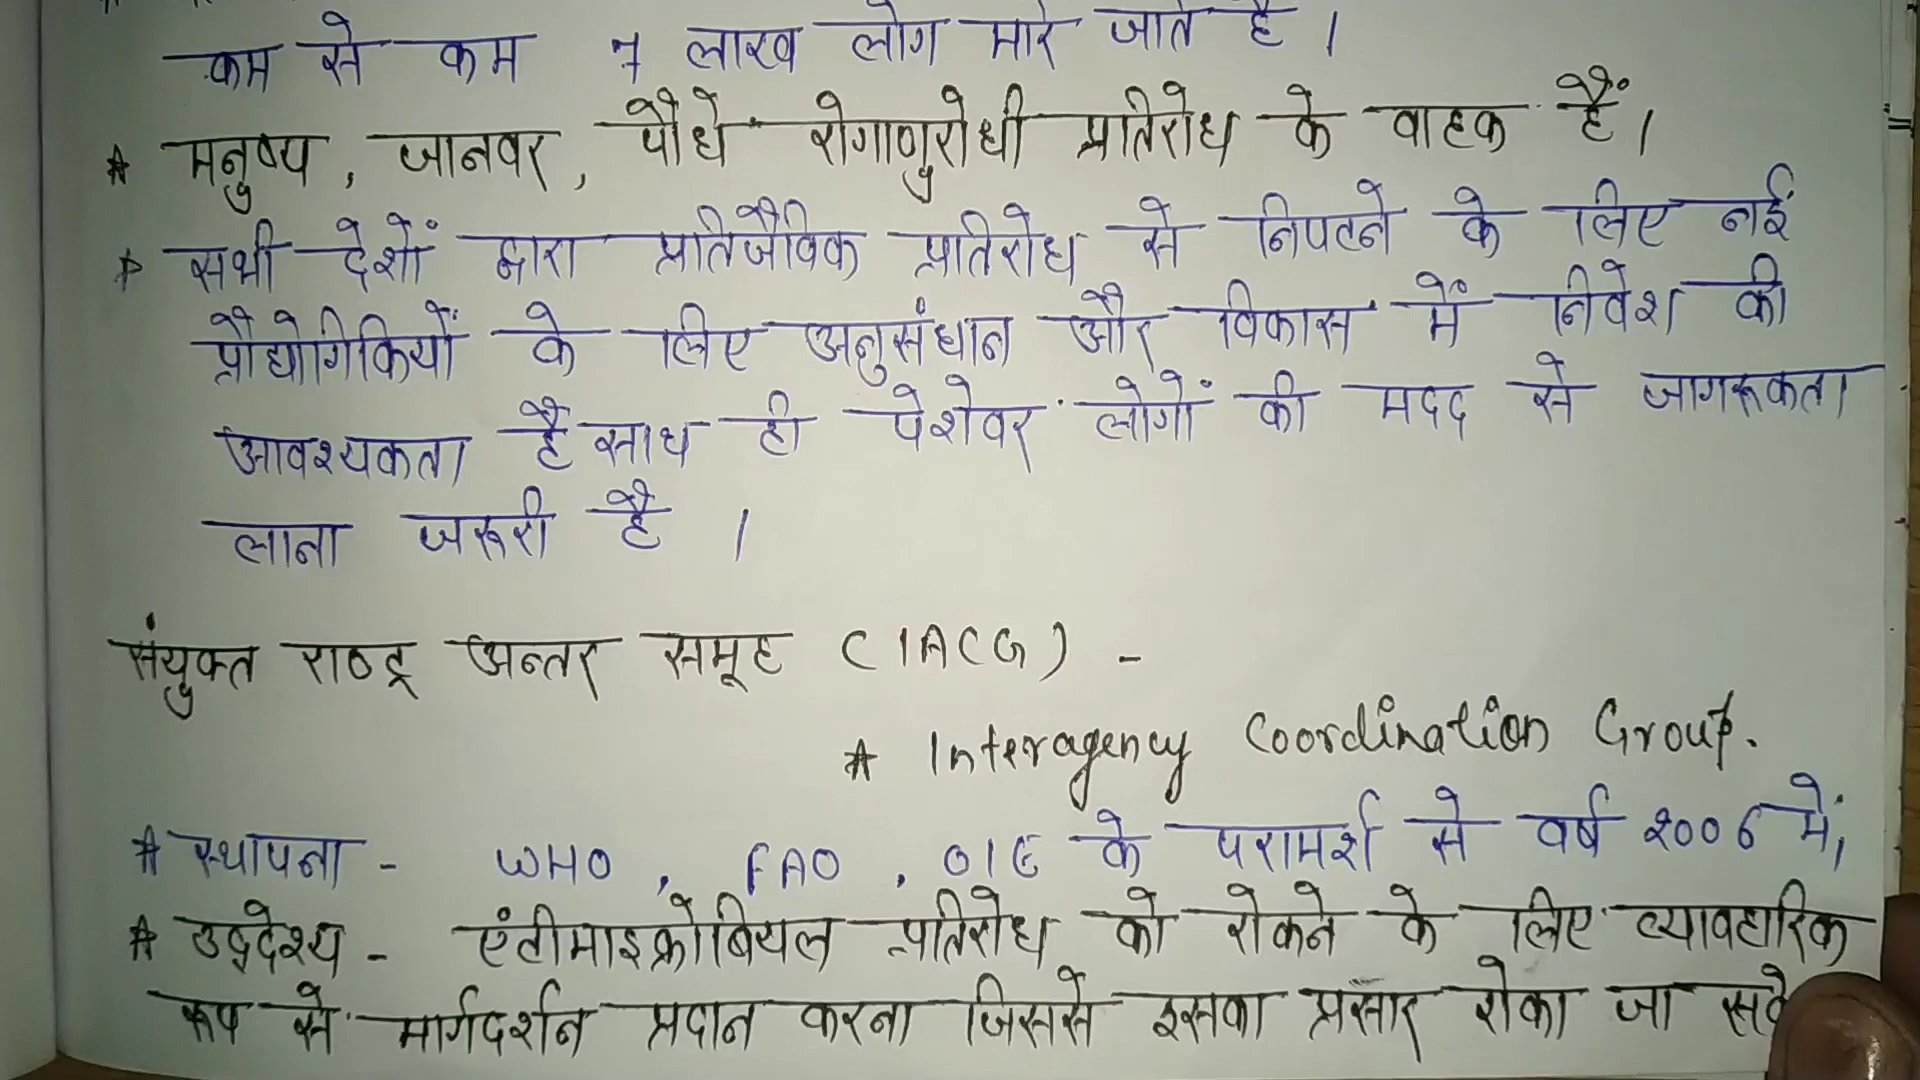 कम से कम 7 लाख लोग मारे जाते है ।
* मनुष्य , जानवर , पौधे रोगाणुरोधी प्रतिरोध के वाहक हैं ।
* सभी देशों द्वारा प्रतिजैविक प्रतिरोध से निपटने के लिए नई
प्रौद्योगिकियों के लिए अनुसंधान और विकास में निवेश की
आवश्यकता है साथ ही पेशेवर लोगों की मदद से जागरूकता
लाना जरूरी है ।
संयुक्त राष्ट्र अन्तर समूह (IACG) -
* Interagency Coordination Group.
* स्थापना - WHO , FAO , OIE के परामर्श से वर्ष 2006 में,
* उद्देश्य - एंटीमाइक्रोबियल प्रतिरोध को रोकने के लिए व्यावहारिक
रूप से मार्गदर्शन प्रदान करना जिससे इसका प्रसार रोका जा सके